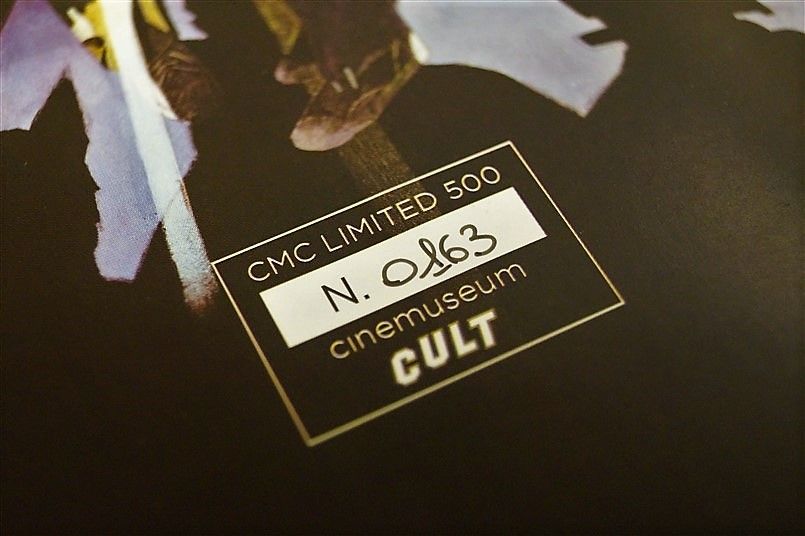 CMC LIMITED 500
N. 0163
cinemuseum
CULT